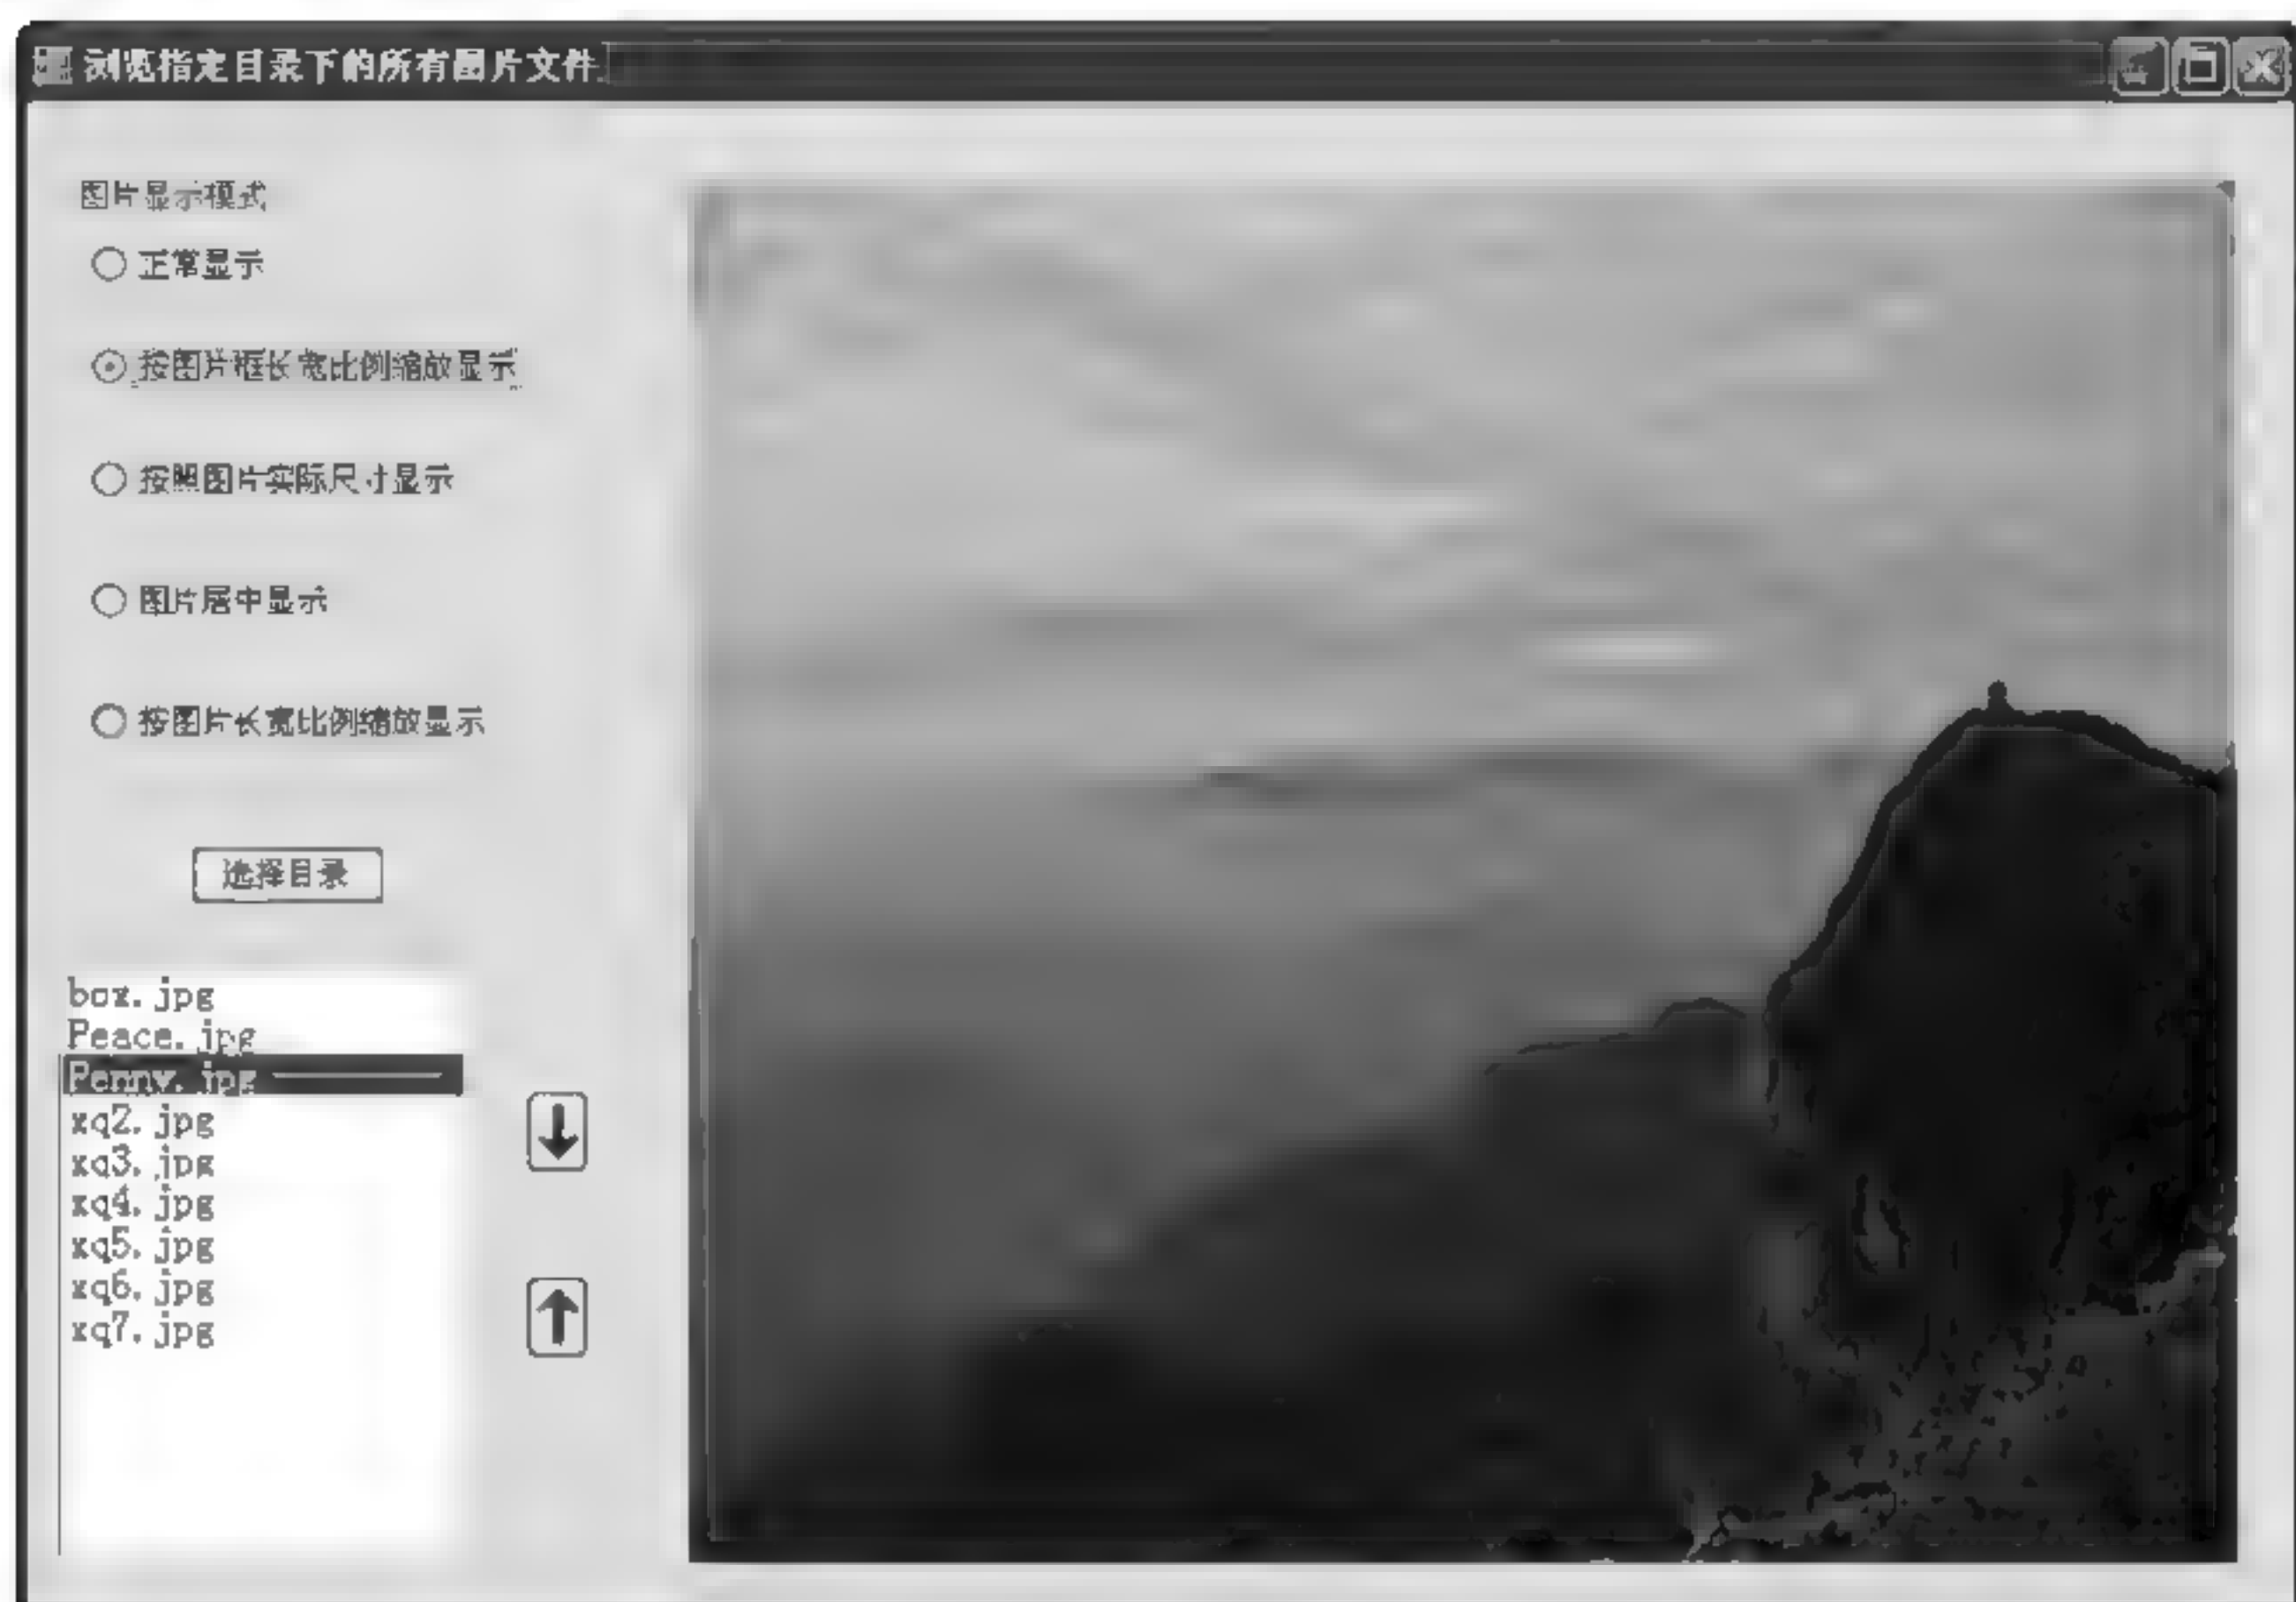 浏览指定目录下的所有图片文件
图片显示模式
正常显示
按图片框长宽比例缩放显示
按照图片实际尺寸显示
图片居中显示
按图片长宽比例缩放显示
选择目录
box.jpg
Peace.jpg
Penny.jpg
xq2.jpg
xq3.jpg
xq4.jpg
xq5.jpg
xq6.jpg
xq7.jpg